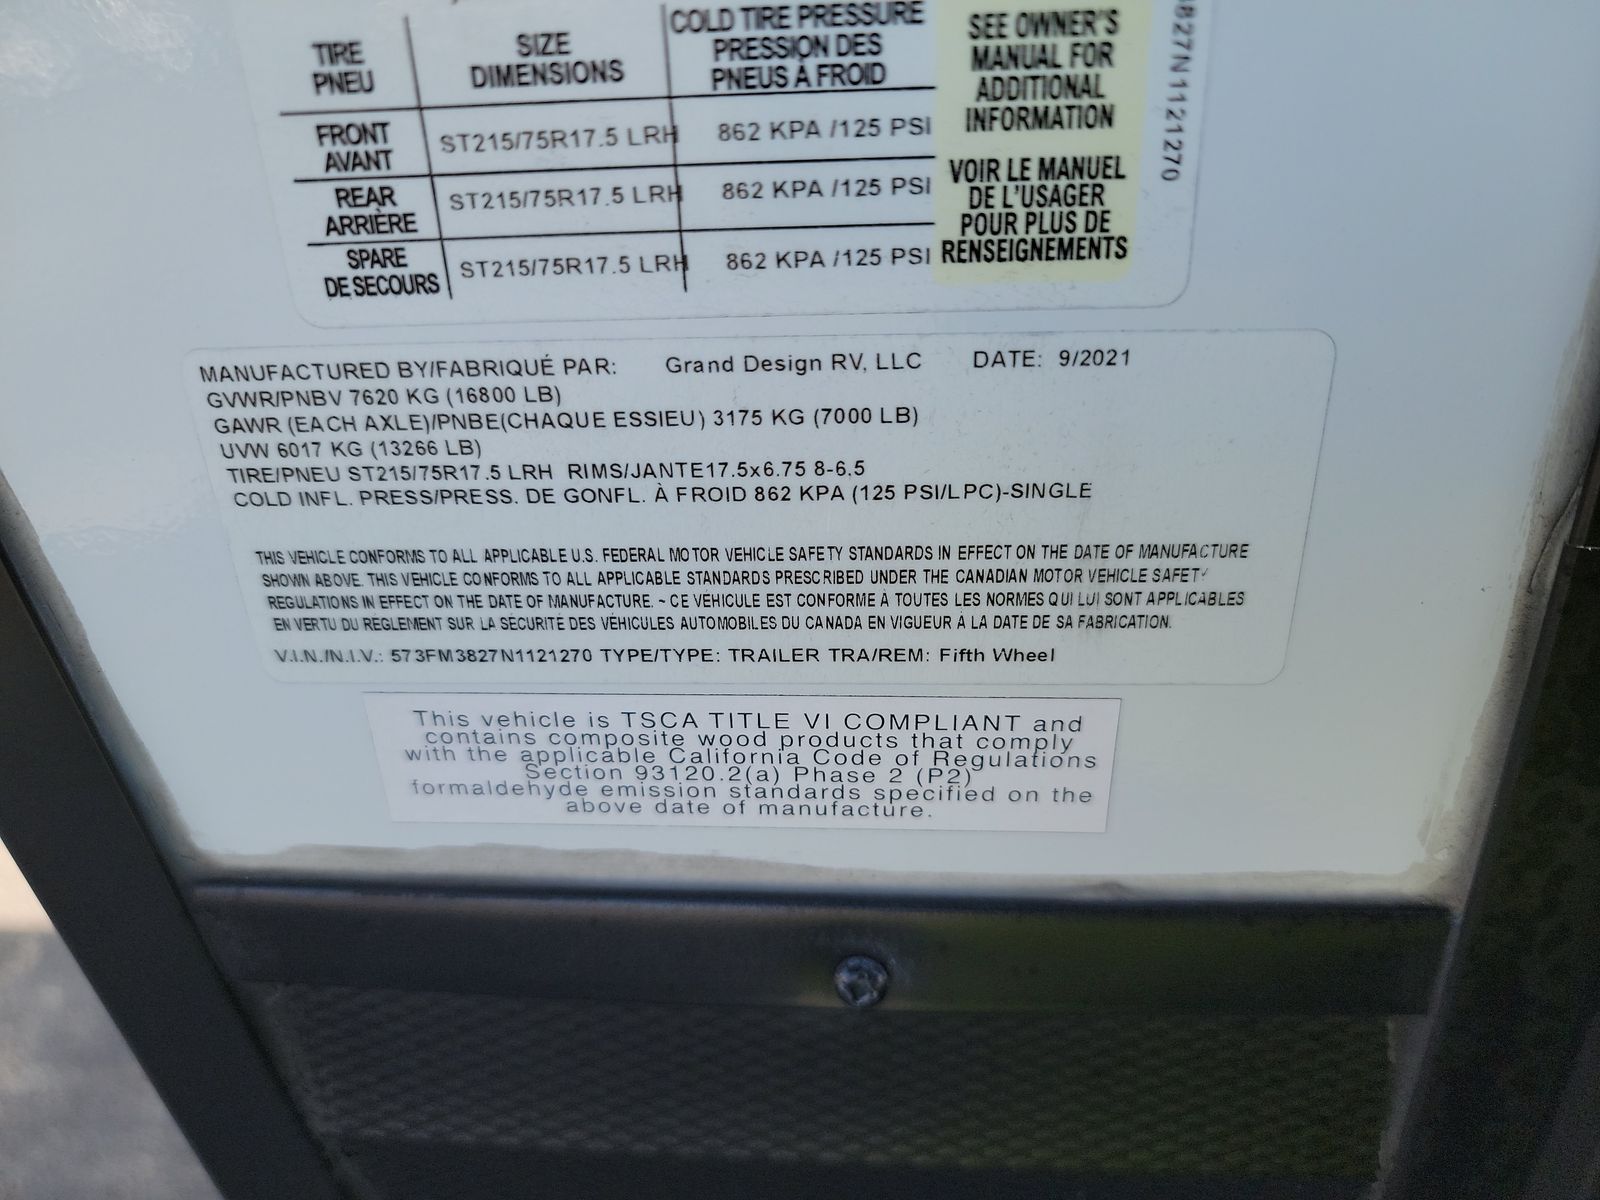 TIRE
PNEU
SIZE
DIMENSIONS
COLD TIRE PRESSURE
PRESSION DES
PNEUS À FROID
FRONT
AVANT
ST215/75R17.5 LRH
862 KPA /125 PSI
REAR
ARRIÈRE
ST215/75R17.5 LRH
862 KPA /125 PSI
SPARE
DE SECOURS
ST215/75R17.5 LRH
862 KPA /125 PSI
SEE OWNER'S
MANUAL FOR
ADDITIONAL
INFORMATION
VOIR LE MANUEL
DE L'USAGER
POUR PLUS DE
RENSEIGNEMENTS
827N1121270
MANUFACTURED BY/FABRIQUÉ PAR: Grand Design RV, LLC DATE: 9/2021
GVWR/PNBV 7620 KG (16800 LB)
GAWR (EACH AXLE)/PNBE(CHAQUE ESSIEU) 3175 KG (7000 LB)
UVW 6017 KG (13266 LB)
TIRE/PNEU ST215/75R17.5 LRH RIMS/JANTE17.5x6.75 8-6.5
COLD INFL. PRESS/PRESS. DE GONFL. À FROID 862 KPA (125 PSI/LPC)-SINGLE
THIS VEHICLE CONFORMS TO ALL APPLICABLE U.S. FEDERAL MOTOR VEHICLE SAFETY STANDARDS IN EFFECT ON THE DATE OF MANUFACTURE
SHOWN ABOVE. THIS VEHICLE CONFORMS TO ALL APPLICABLE STANDARDS PRESCRIBED UNDER THE CANADIAN MOTOR VEHICLE SAFETY
REGULATIONS IN EFFECT ON THE DATE OF MANUFACTURE. ~ CE VÉHICULE EST CONFORME À TOUTES LES NORMES QUI LUI SONT APPLICABLES
EN VERTU DU RÈGLEMENT SUR LA SÉCURITÉ DES VÉHICULES AUTOMOBILES DU CANADA EN VIGUEUR À LA DATE DE SA FABRICATION.
V.I.N./N.I.V.: 573FM3827N1121270 TYPE/TYPE: TRAILER TRA/REM: Fifth Wheel
This vehicle is TSCA TITLE VI COMPLIANT and
contains composite wood products that comply
with the applicable California Code of Regulations
Section 93120.2(a) Phase 2 (P2)
formaldehyde emission standards specified on the
above date of manufacture.